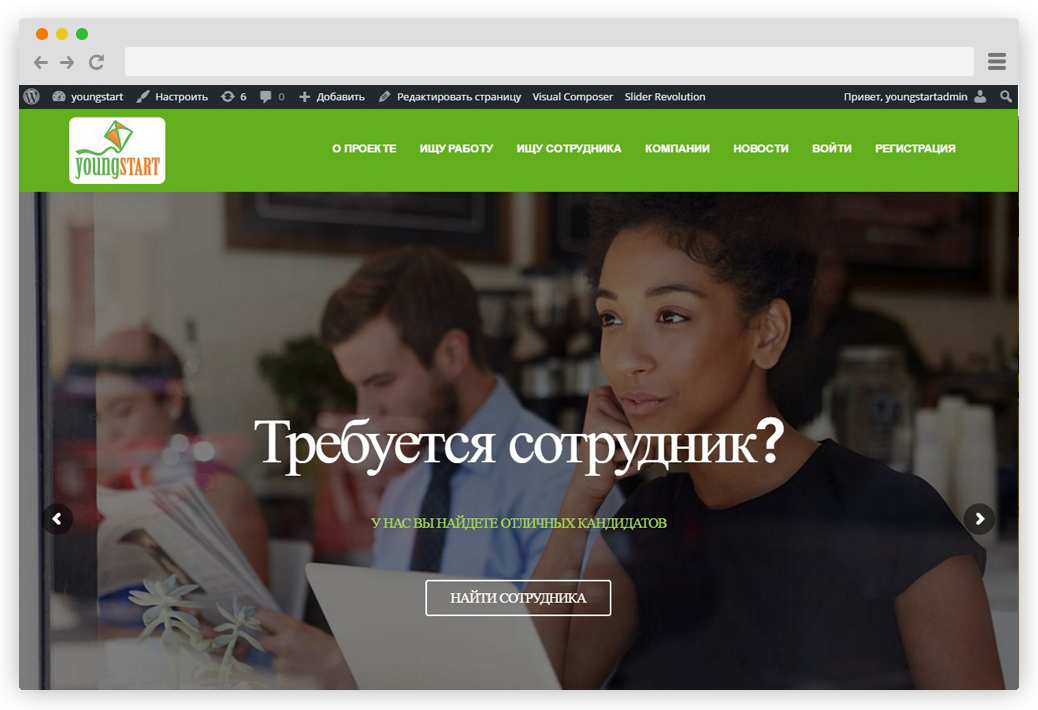 youngstart Настроить 6 0 Добавить Редактировать страницу Visual Composer Slider Revolution Привет, youngstartadmin
youngSTART
О ПРОЕКТЕ ИЩУ РАБОТУ ИЩУ СОТРУДНИКА КОМПАНИИ НОВОСТИ ВОЙТИ РЕГИСТРАЦИЯ
Требуется сотрудник?
У НАС ВЫ НАЙДЕТЕ ОТЛИЧНЫХ КАНДИДАТОВ
НАЙТИ СОТРУДНИКА